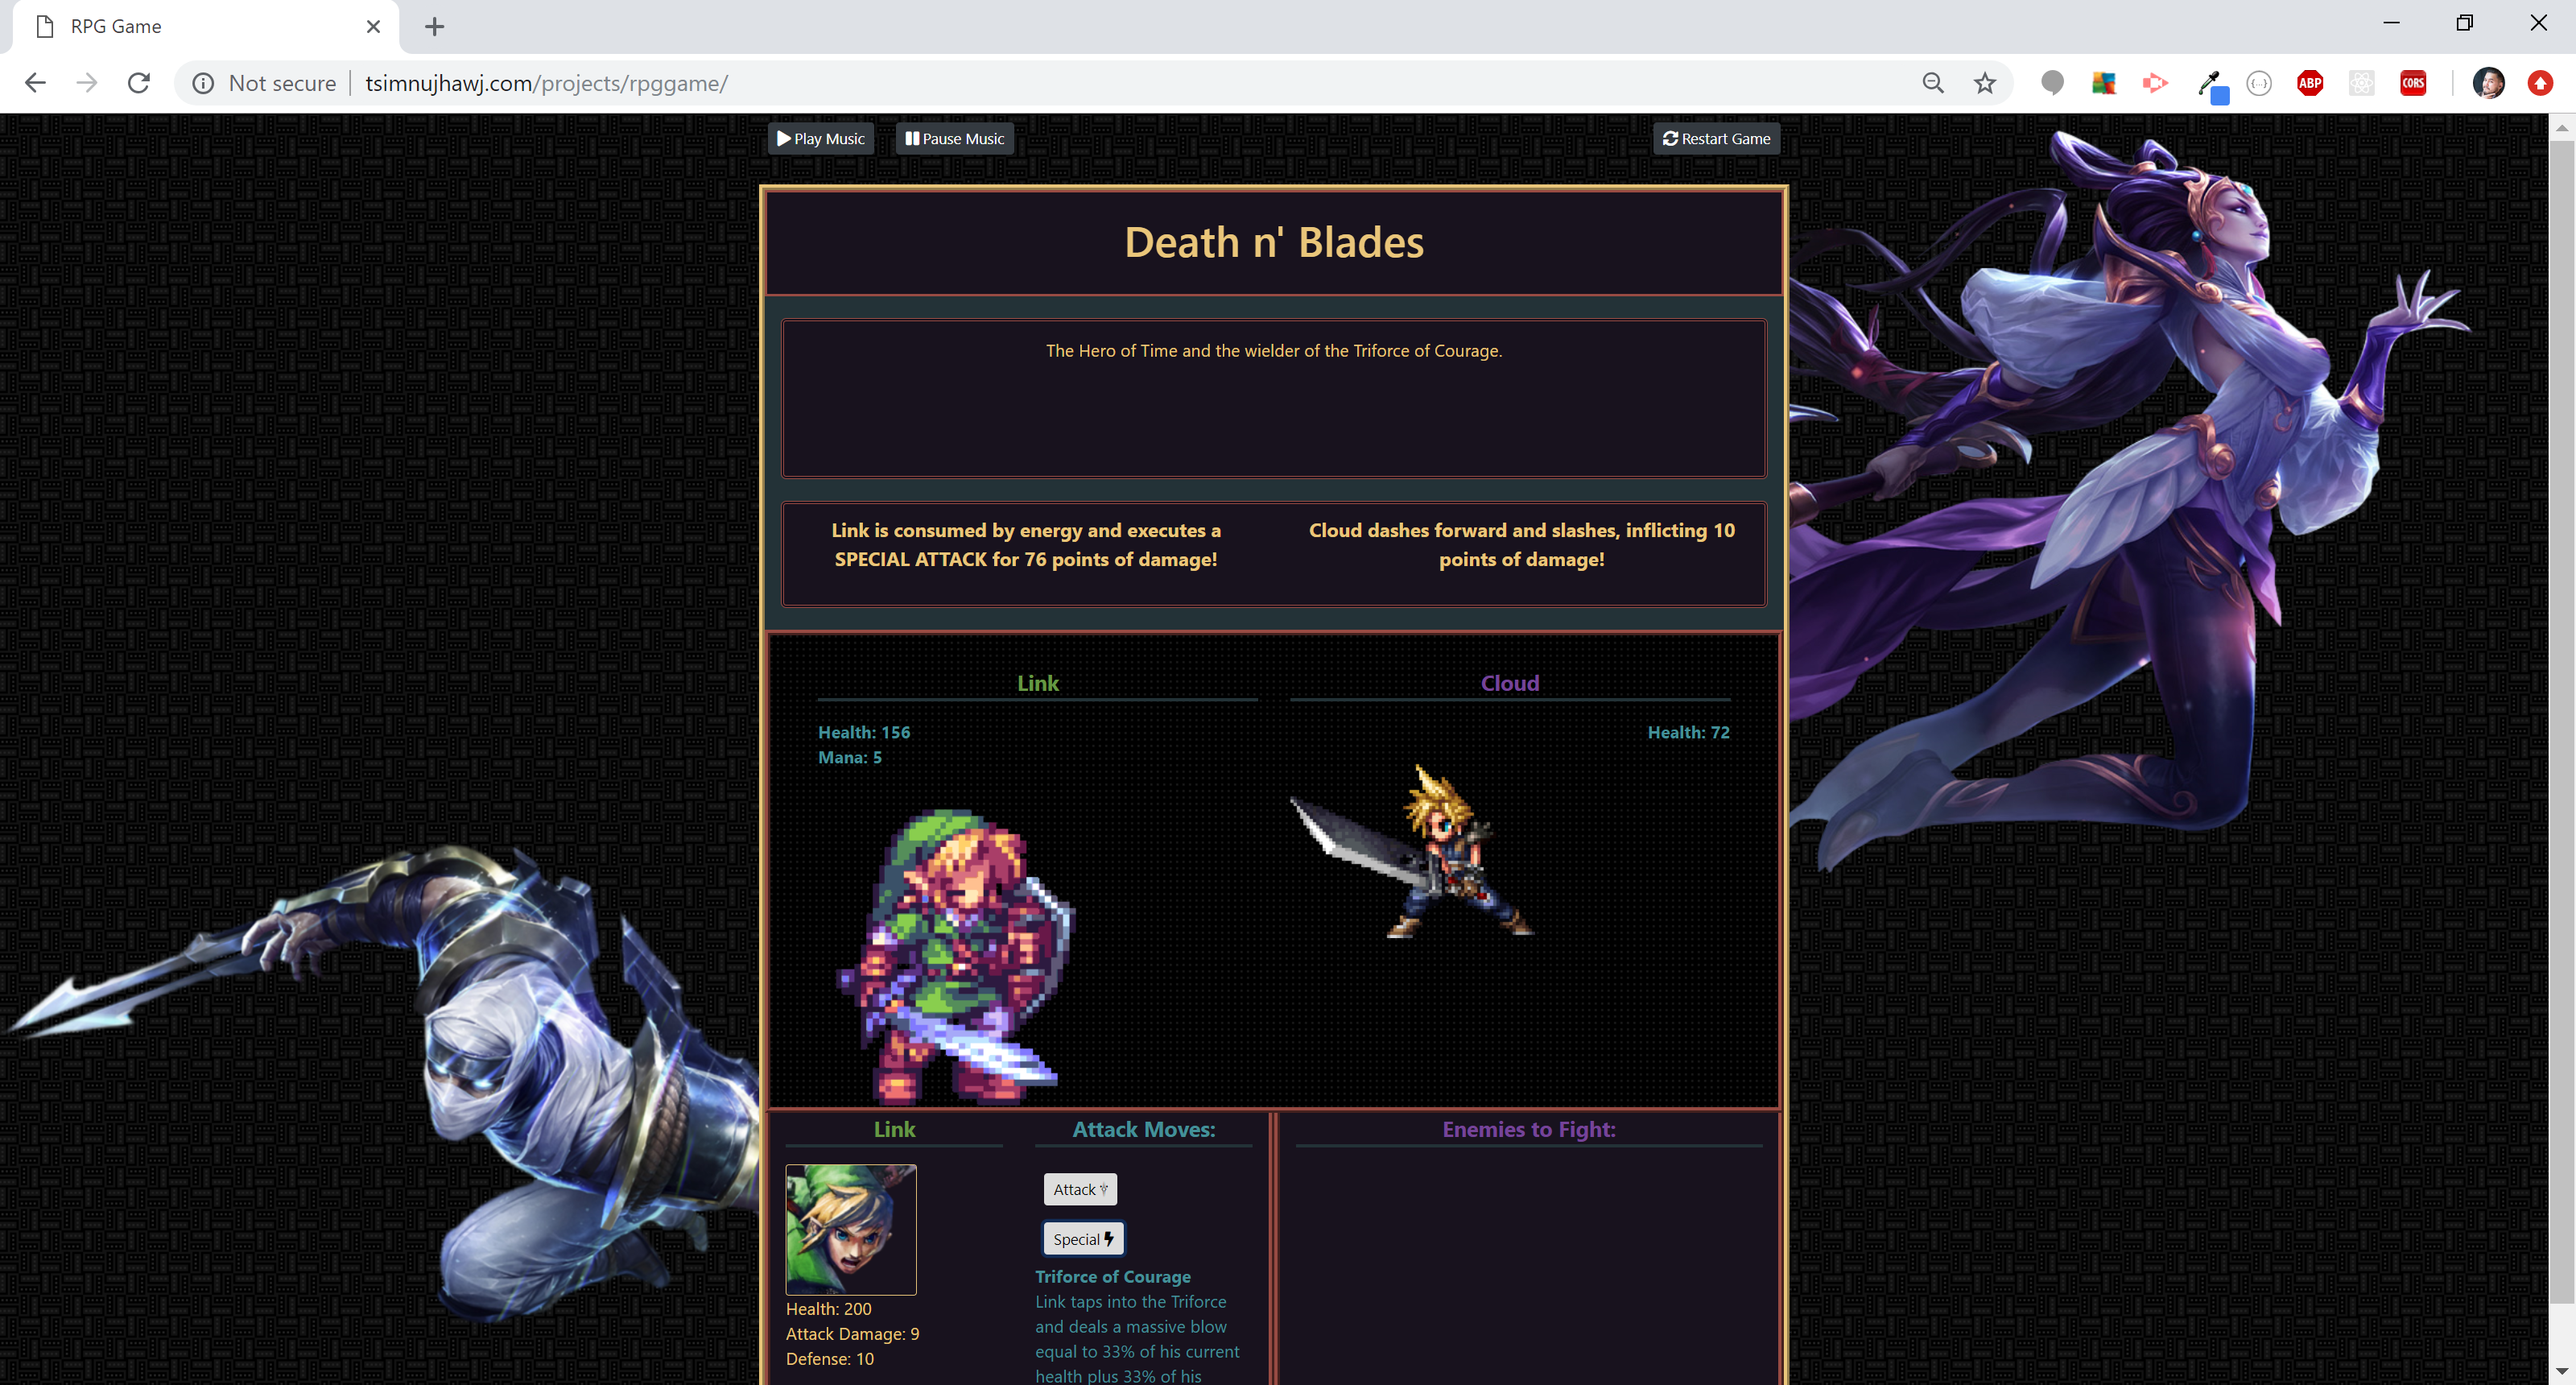 RPG Game
Not secure
tsimnujhawj.com/projects/rpggame/
ABP
CORS
Play Music
Pause Music
Restart Game
Death n' Blades
The Hero of Time and the wielder of the Triforce of Courage.
Link is consumed by energy and executes a
SPECIAL ATTACK for 76 points of damage!
Cloud dashes forward and slashes, inflicting 10
points of damage!
Link
Health: 156
Mana: 5
Cloud
Health: 72
Link
Health: 200
Attack Damage: 9
Defense: 10
Attack Moves:
Attack
Special
Triforce of Courage
Link taps into the Triforce
and deals a massive blow
equal to 33% of his current
health plus 33% of his
Enemies to Fight: